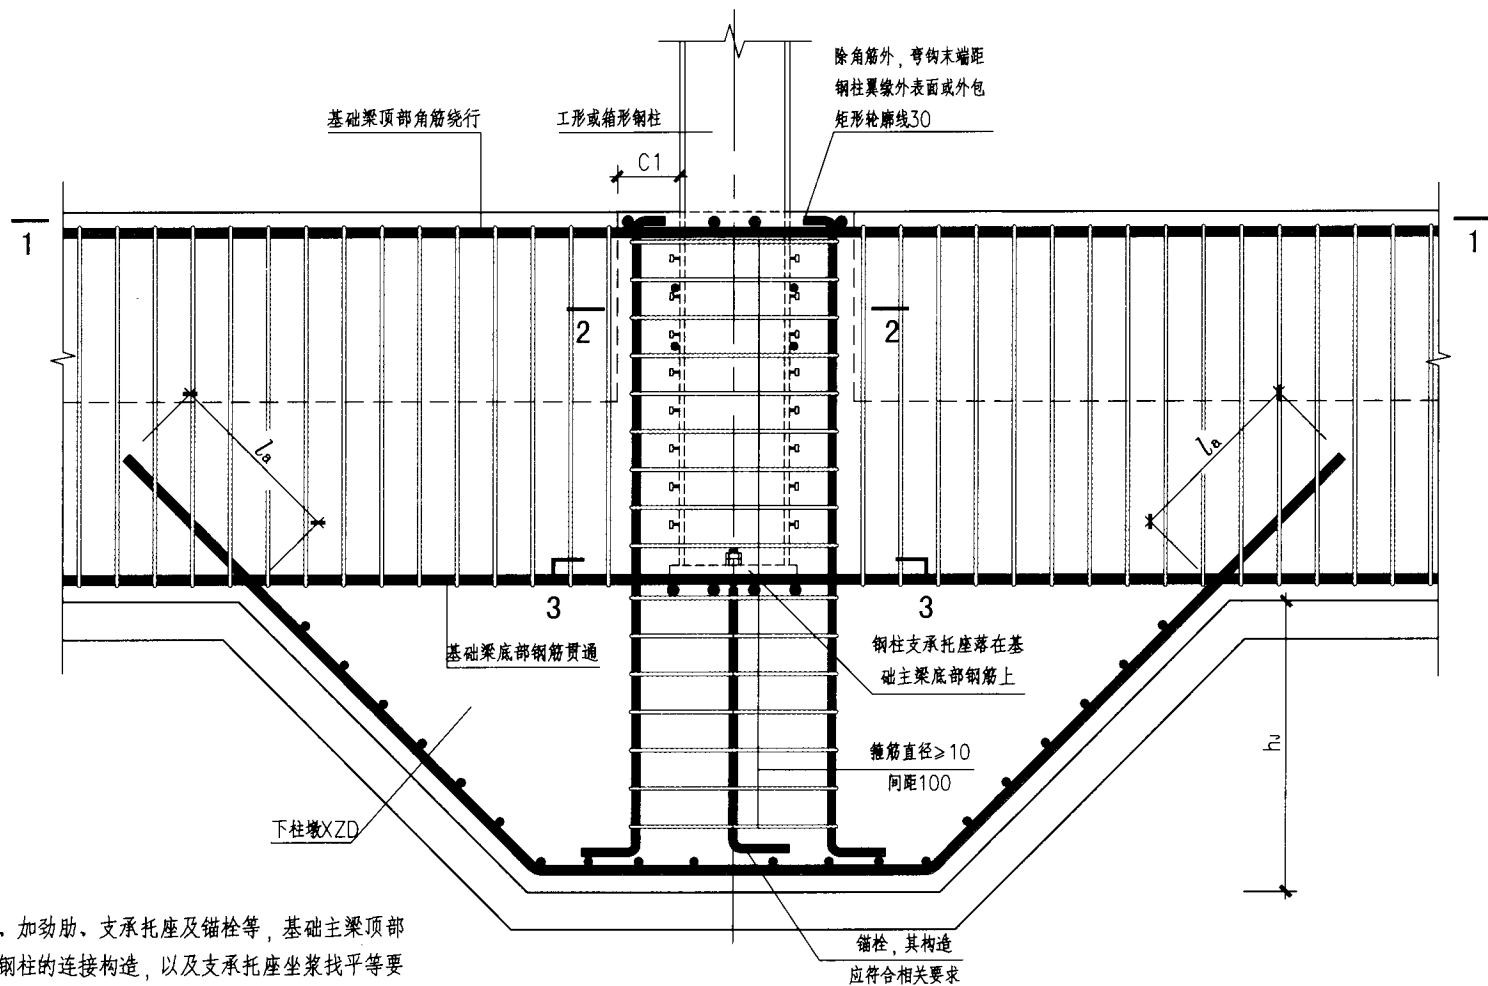 除角筋外，弯钩末端距
钢柱翼缘外表面或外包
矩形轮廓线30
基础梁顶部角筋绕行
工形或箱形钢柱
C1
1
1
2
2
la
la
3
3
基础梁底部钢筋贯通
钢柱支承托座落在基
础主梁底部钢筋上
箍筋直径≥10
间距100
hJ
下柱墩XZD
锚栓，其构造
应符合相关要求
、加劲肋、支承托座及锚栓等，基础主梁顶部
钢柱的连接构造，以及支承托座坐浆找平等要